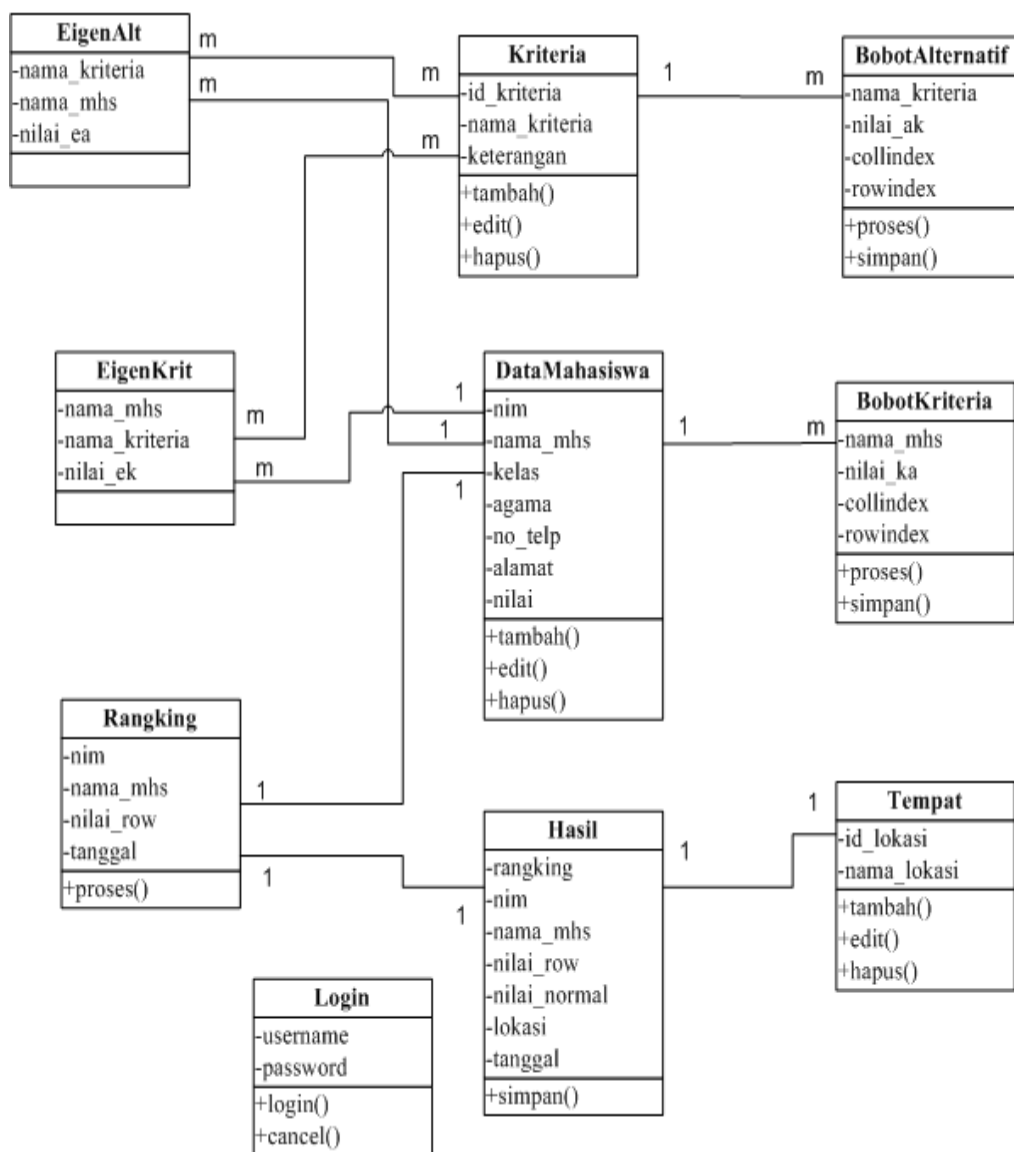 EigenAlt
-nama_kriteria
-nama_mhs
-nilai_ea
m
m
m
m
Kriteria
-id_kriteria
-nama_kriteria
-keterangan
+tambah()
+edit()
+hapus()
1
m
BobotAlternatif
-nama_kriteria
-nilai_ak
-collindex
-rowindex
+proses()
+simpan()
EigenKrit
-nama_mhs
-nama_kriteria
-nilai_ek
m
m
1
1
1
DataMahasiswa
-nim
-nama_mhs
-kelas
-agama
-no_telp
-alamat
-nilai
+tambah()
+edit()
+hapus()
1
m
BobotKriteria
-nama_mhs
-nilai_ka
-collindex
-rowindex
+proses()
+simpan()
Rangking
-nim
-nama_mhs
-nilai_row
-tanggal
+proses()
1
1
1
Hasil
-rangking
-nim
-nama_mhs
-nilai_row
-nilai_normal
-lokasi
-tanggal
+simpan()
1
1
Tempat
-id_lokasi
-nama_lokasi
+tambah()
+edit()
+hapus()
Login
-username
-password
+login()
+cancel()